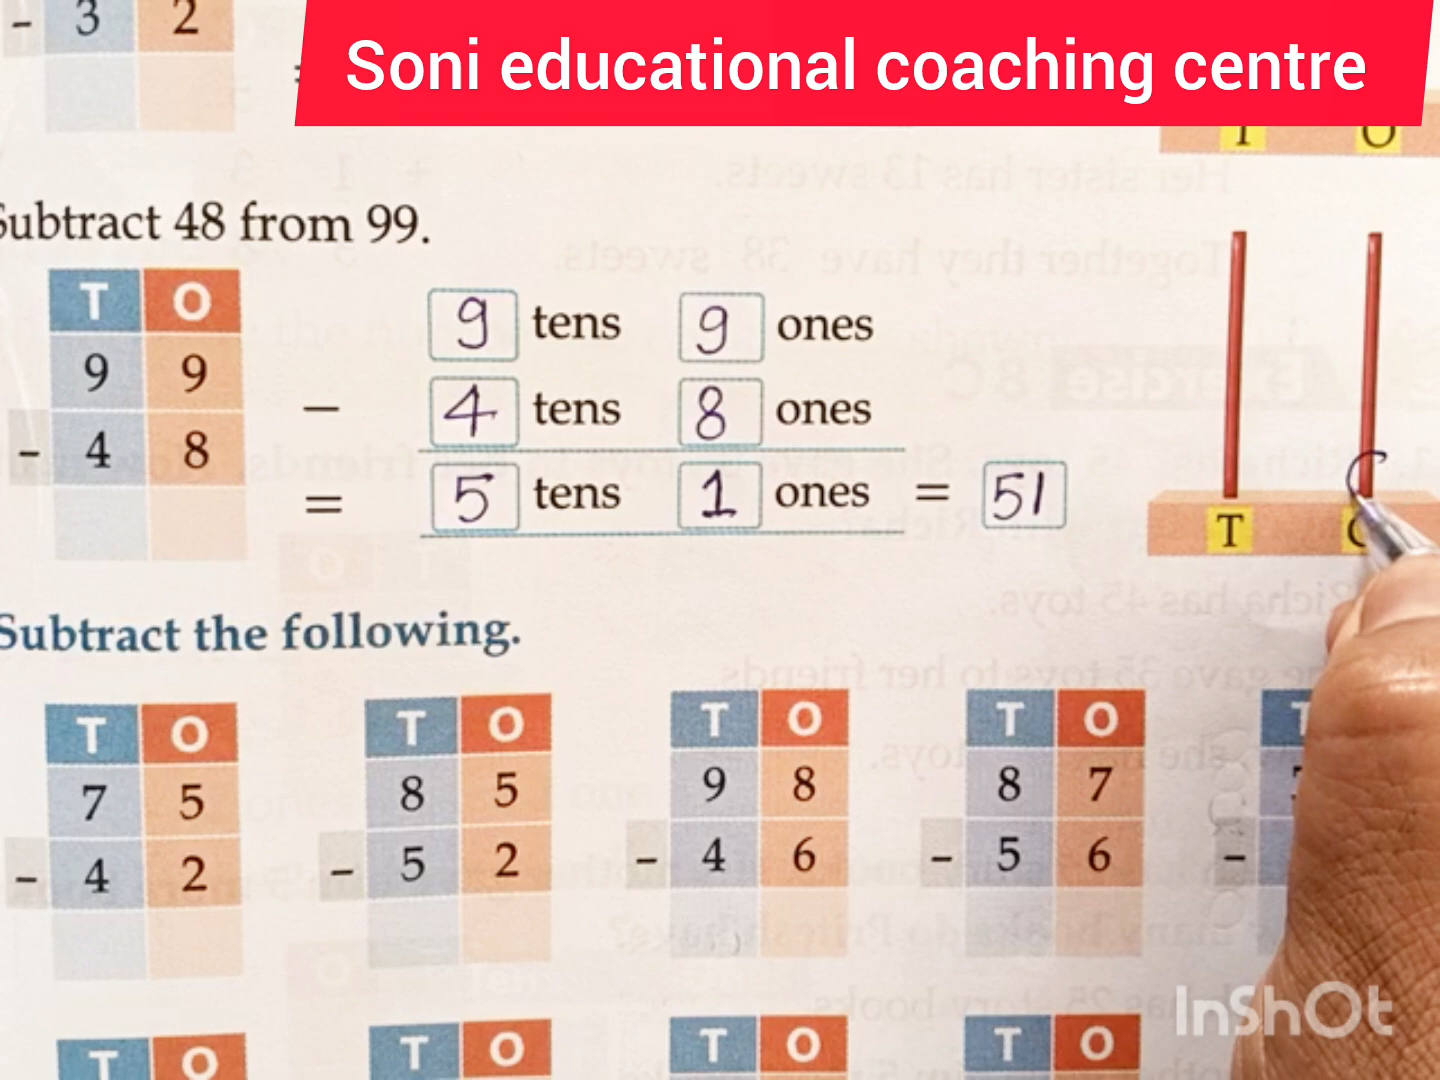 - 3 2
Soni educational coaching centre
T O
Subtract 48 from 99.
T O
9 9
- 4 8
9 tens 9 ones
- 4 tens 8 ones
= 5 tens 1 ones = 51
T O
Subtract the following.
T O
7 5
- 4 2
T O
8 5
- 5 2
T O
9 8
- 4 6
T O
8 7
- 5 6
T
-
T O
T O
T O
T O
InShOt